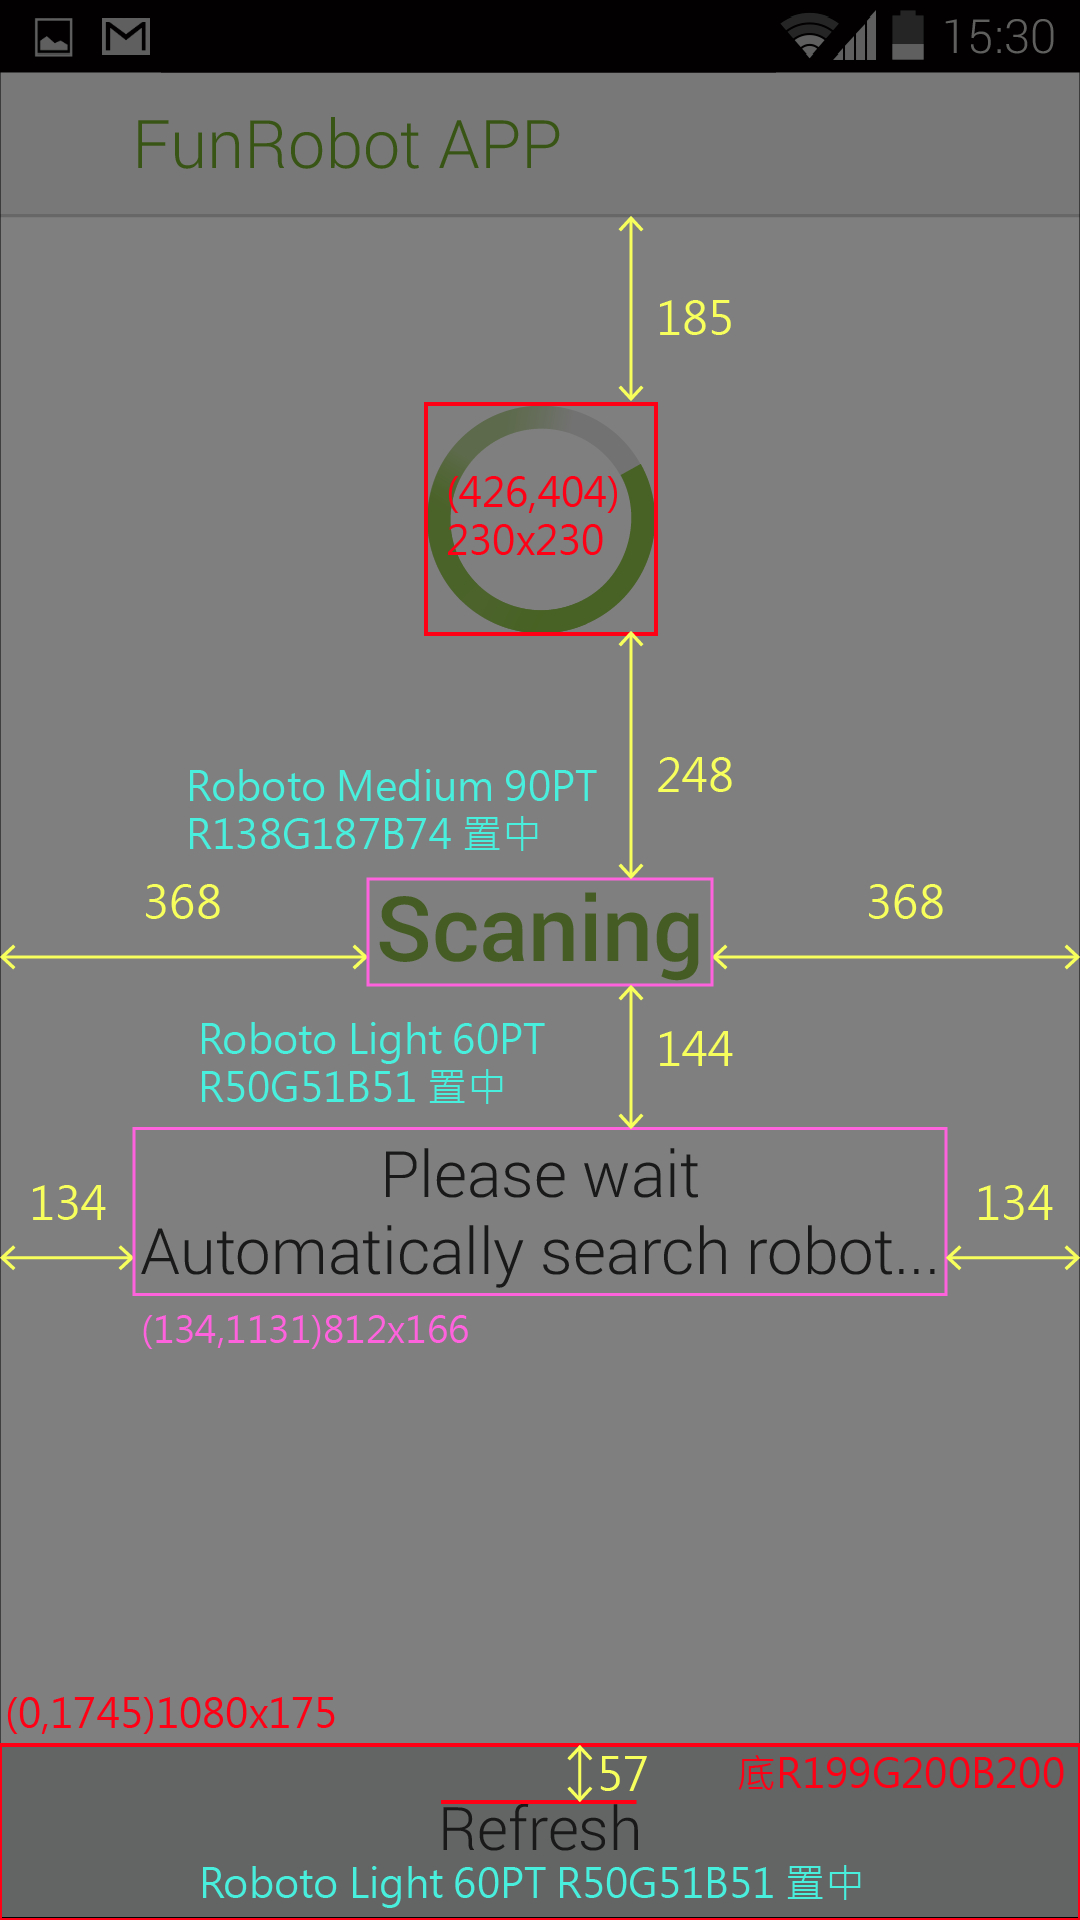 15:30
FunRobot APP
185
(426,404)
230x230
248
Roboto Medium 90PT
R138G187B74 置中
368
368
Scaning
Roboto Light 60PT
R50G51B51 置中
144
Please wait
134
134
Automatically search robot...
(134,1131)812x166
(0,1745)1080x175
57
底R199G200B200
Refresh
Roboto Light 60PT R50G51B51 置中